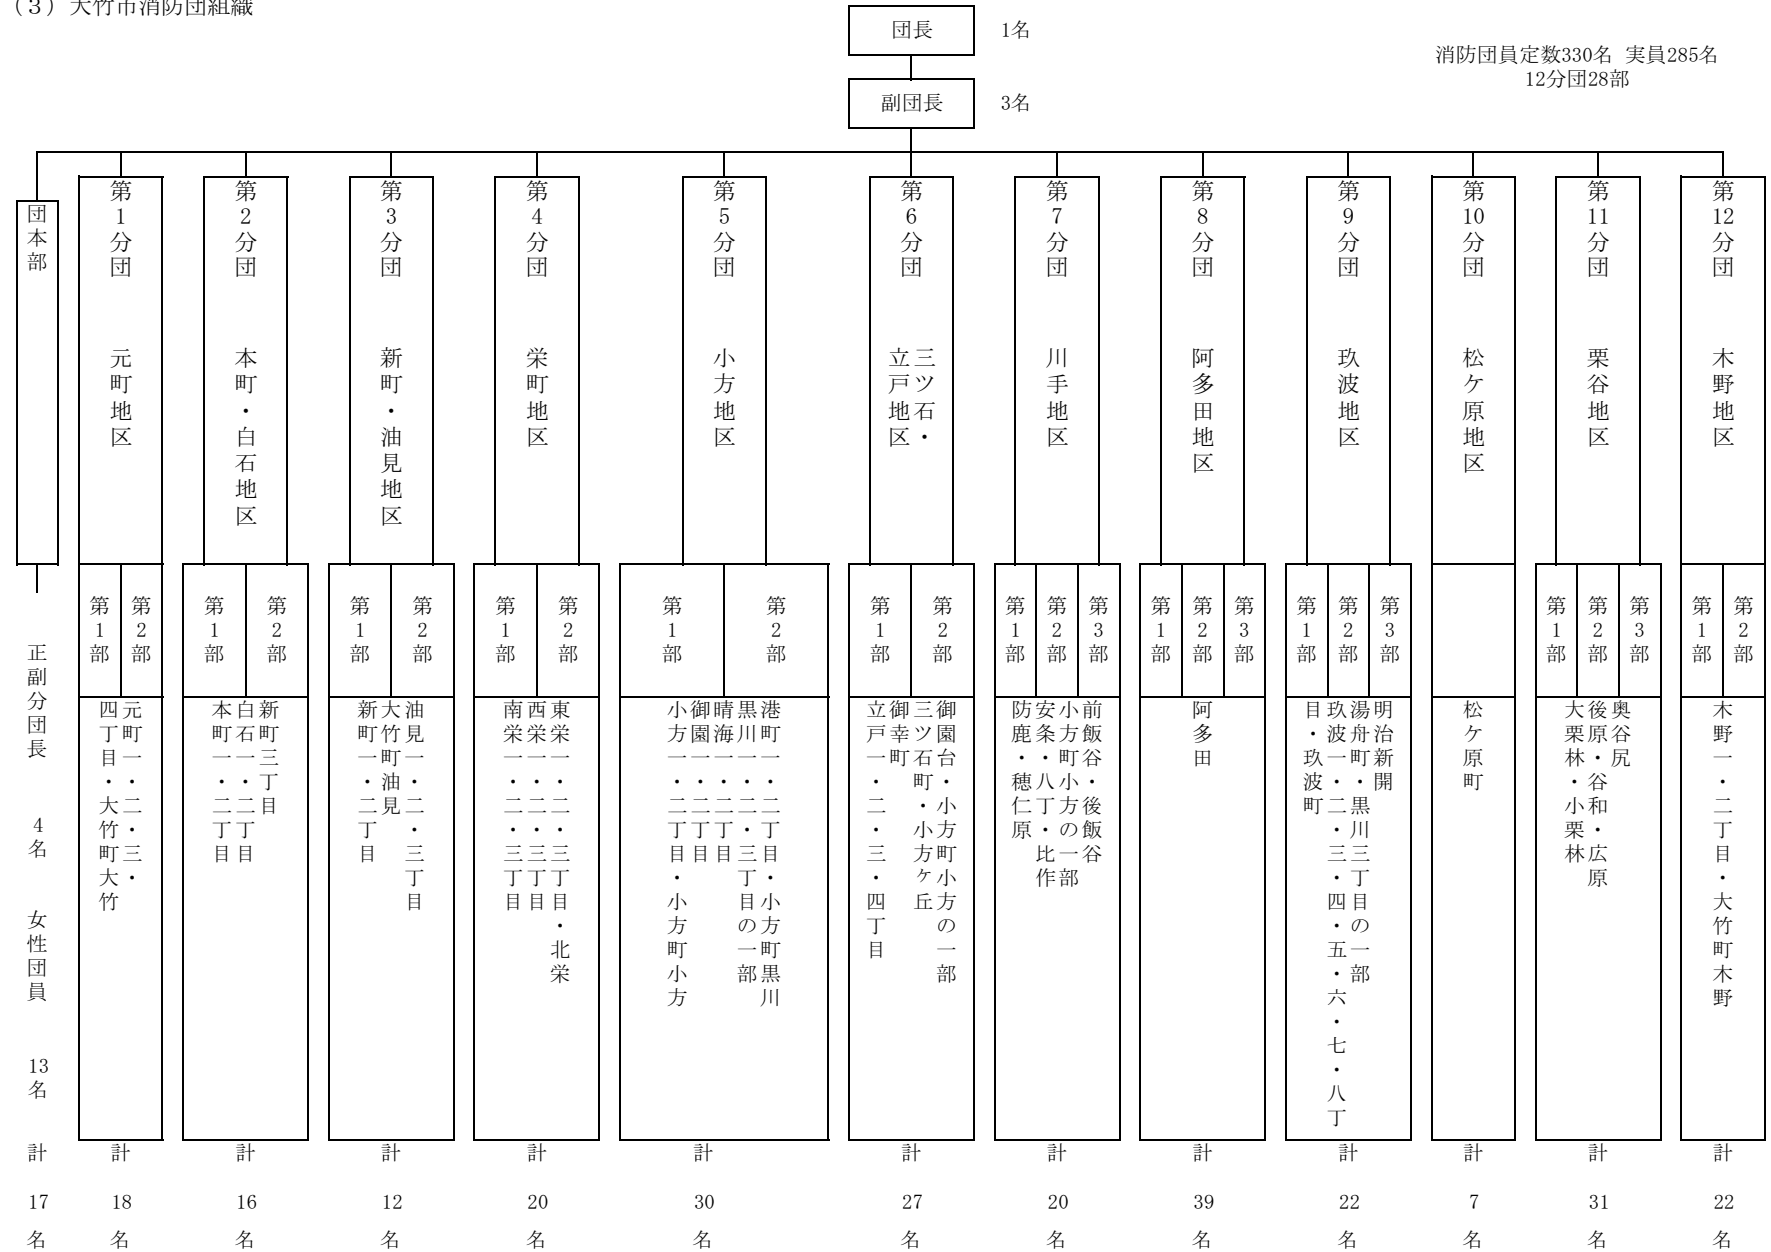 (3)大竹市消防団組織
団長 1名
消防団員定数330名 実員285名
12分団28部
副団長 3名
団本部
正副分団長 4名 女性団員 13名
計 17名
第1分団 元町地区
第1部
第2部
元町一・二・三・
四丁目・大竹町大竹
計 18名
第2分団 本町・白石地区
第1部
第2部
新町三丁目
白石一・二丁目
本町一・二丁目
計 16名
第3分団 新町・油見地区
第1部
第2部
油見一・二・三丁目
大竹町油見
新町一・二丁目
計 12名
第4分団 栄町地区
第1部
第2部
東栄一・二・三丁目・北栄
西栄一・二・三丁目
南栄一・二・三丁目
計 20名
第5分団 小方地区
第1部
第2部
港町一・二丁目・小方町黒川
黒川一・二・三丁目の一部
晴海一・二丁目
御園一・二丁目
小方一・二丁目・小方町小方
計 30名
第6分団 三ツ石・
立戸地区
第1部
第2部
御園台・小方町小方の一部
三ツ石町・小方ケ丘
御幸町
立戸一・二・三・四丁目
計 27名
第7分団 川手地区
第1部
第2部
第3部
前飯谷・後飯谷
小方町小方の一部
安条・八丁・比作
防鹿・穂仁原
計 20名
第8分団 阿多田地区
第1部
第2部
第3部
阿多田
計 39名
第9分団 玖波地区
第1部
第2部
第3部
明治新開
湯舟町・黒川三丁目の一部
玖波一・二・三・四・五・六・七・八丁
目・玖波町
計 22名
第10分団 松ケ原地区
松ケ原町
計 7名
第11分団 栗谷地区
第1部
第2部
第3部
奥谷尻
後原・谷和・広原
大栗林・小栗林
計 31名
第12分団 木野地区
第1部
第2部
木野一・二丁目・大竹町木野
計 22名